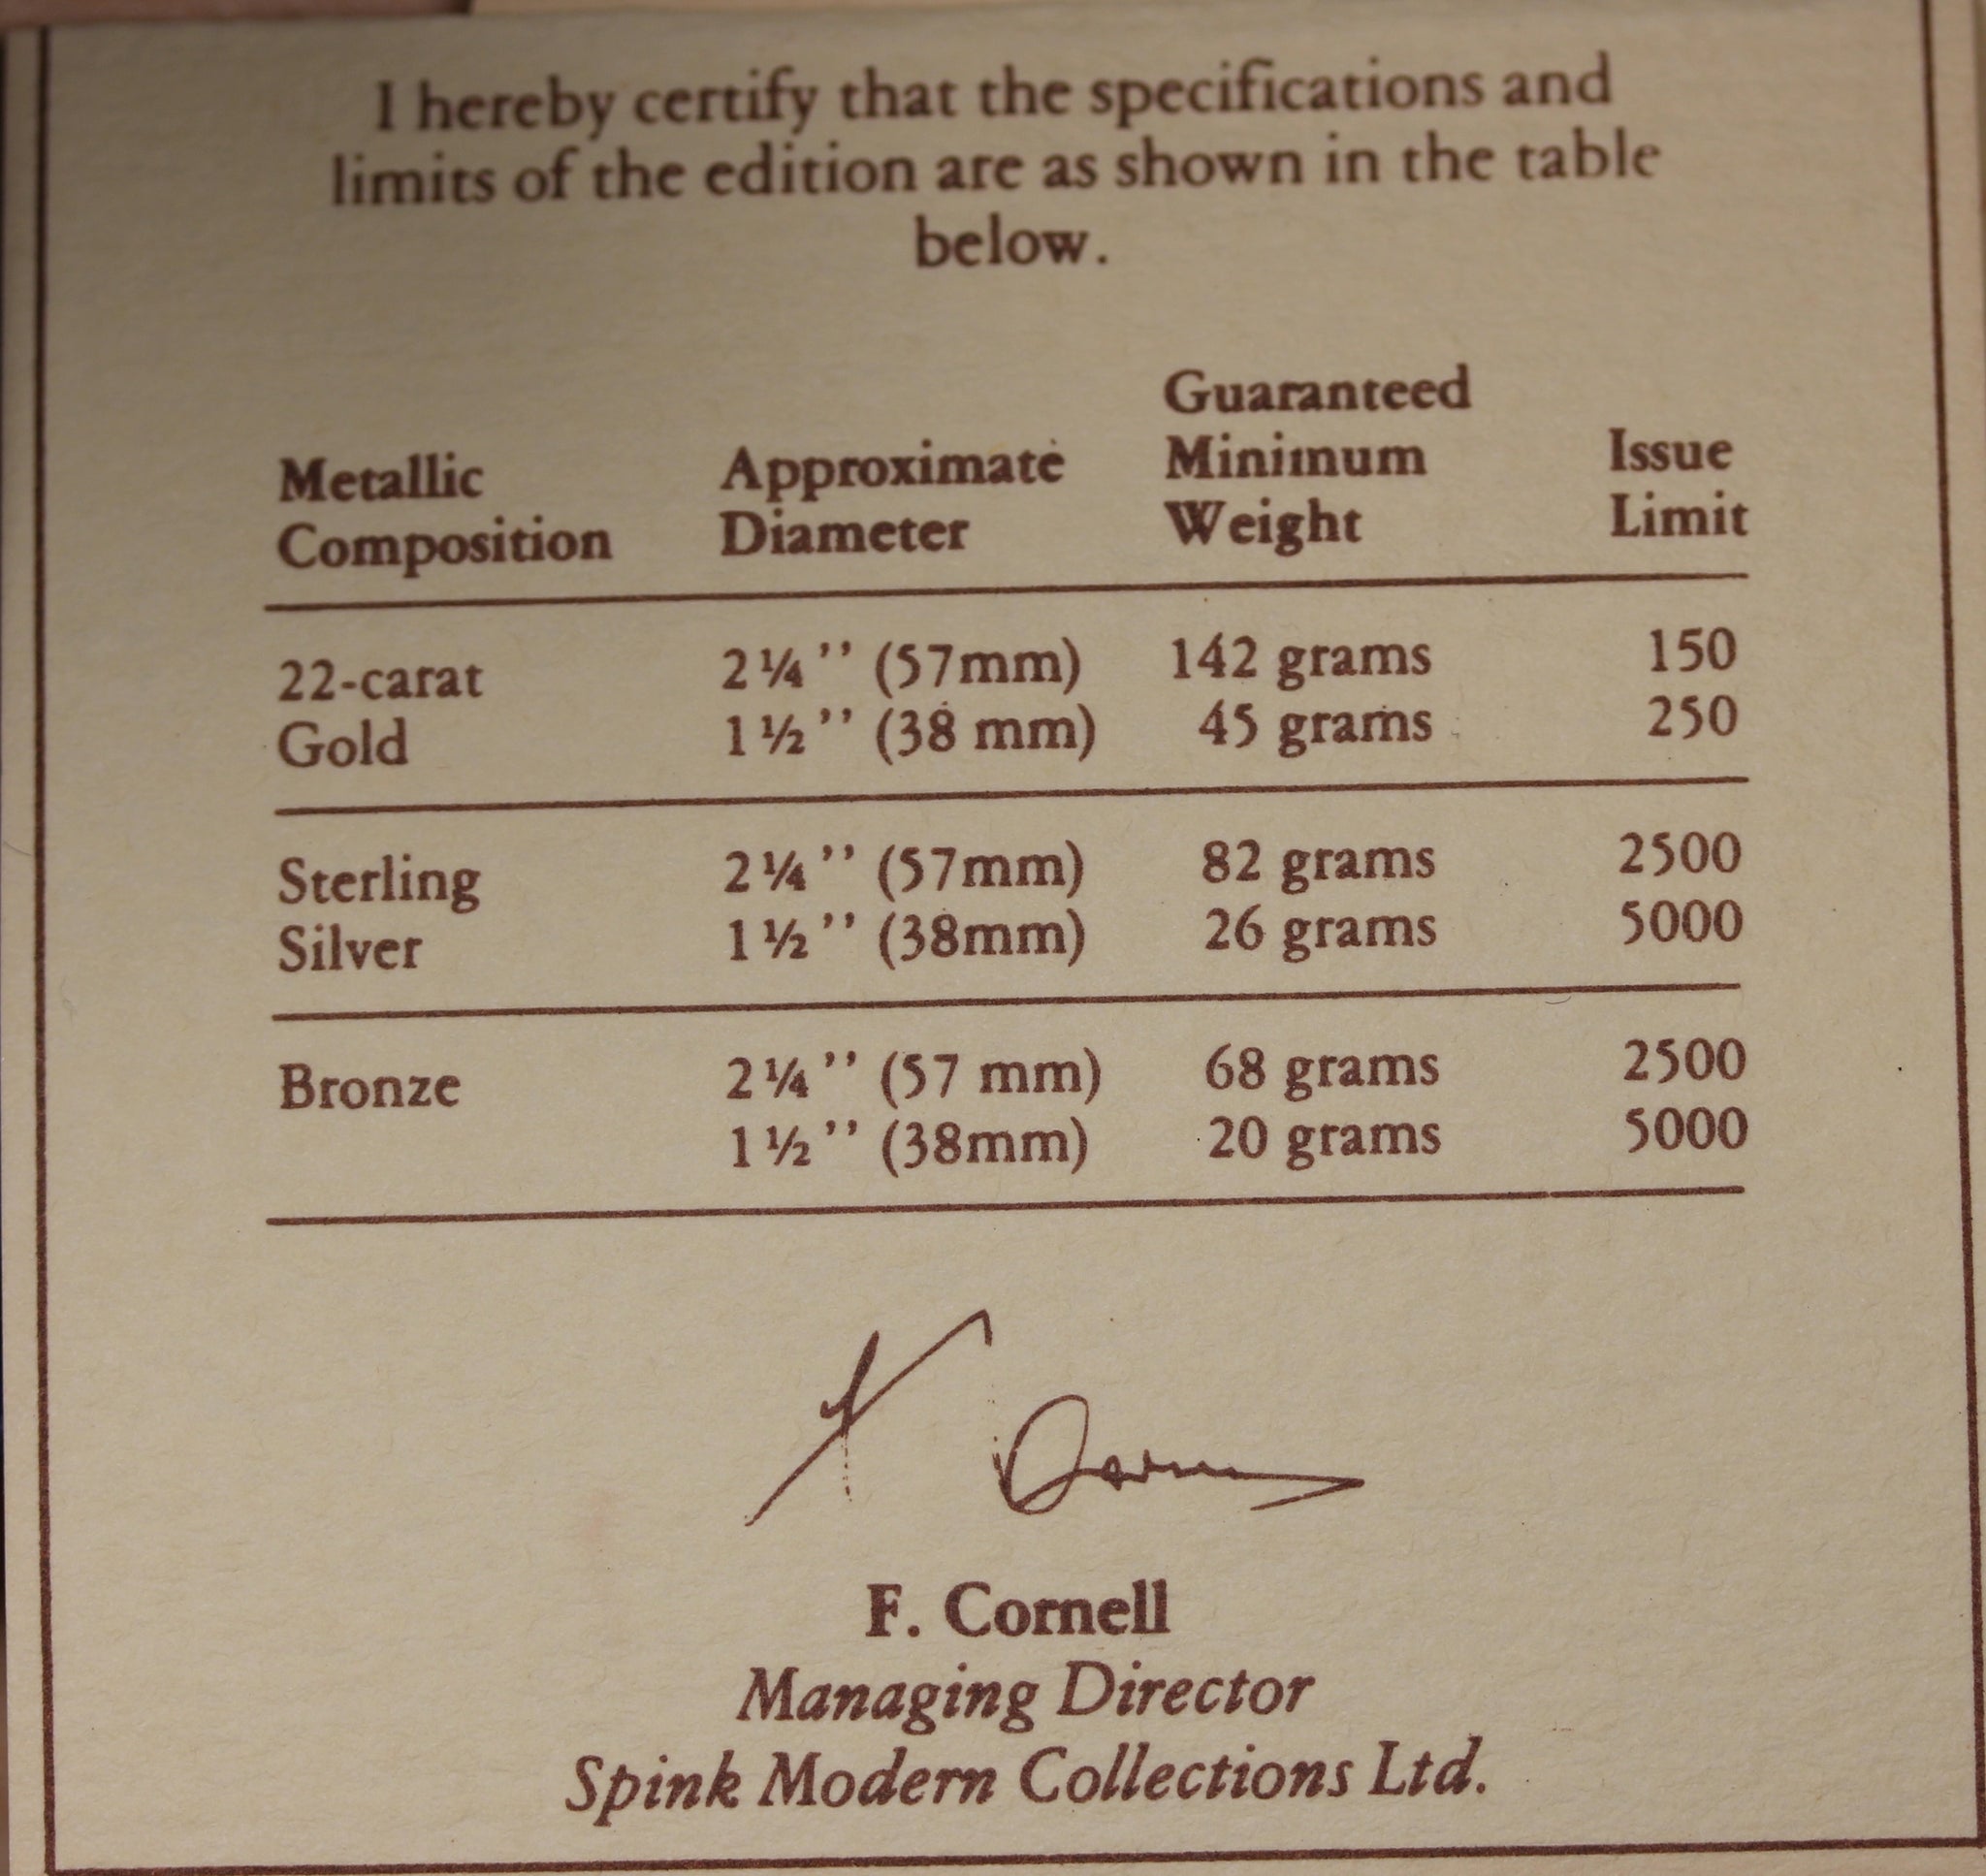 I hereby certify that the specifications and
limits of the edition are as shown in the table
below.
Metallic Composition Approximate Diameter Guaranteed Minimum Weight Issue Limit
22-carat 2¼’’ (57mm) 142 grams 150
Gold 1½’’ (38 mm) 45 grams 250
Sterling 2¼’’ (57mm) 82 grams 2500
Silver 1½’’ (38mm) 26 grams 5000
Bronze 2¼’’ (57 mm) 68 grams 2500
1½’’ (38mm) 20 grams 5000
F. Cornell
Managing Director
Spink Modern Collections Ltd.